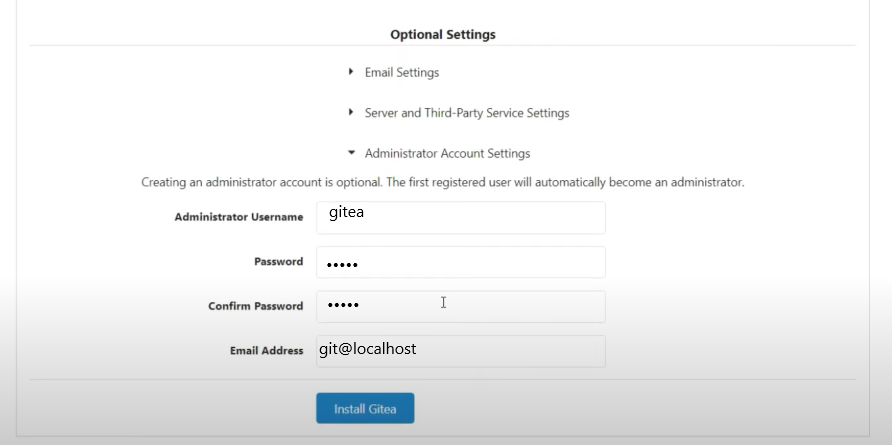 Optional Settings
Email Settings
Server and Third-Party Service Settings
Administrator Account Settings
Creating an administrator account is optional. The first registered user will automatically become an administrator.
Administrator Username gitea
Password •••••
Confirm Password •••••
Email Address git@localhost
Install Gitea